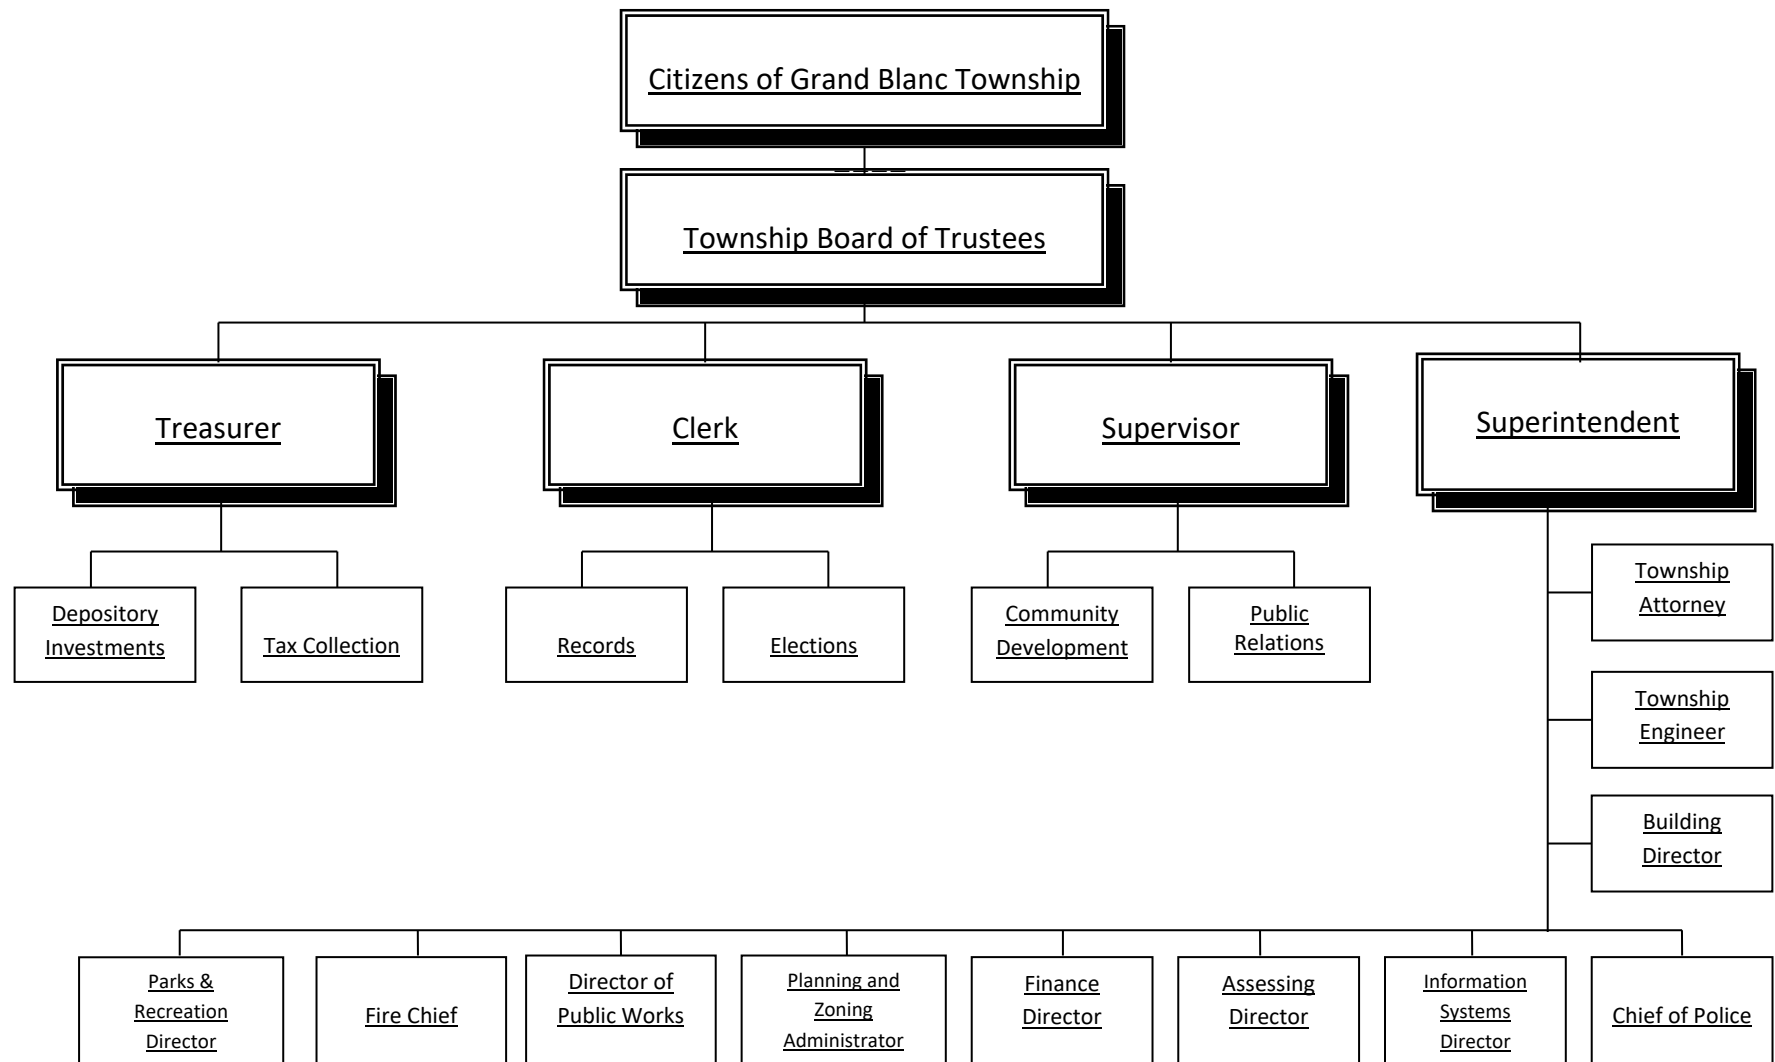 Citizens of Grand Blanc Township
Township Board of Trustees
Treasurer
Clerk
Supervisor
Superintendent
Depository
Investments
Tax Collection
Records
Elections
Community
Development
Public
Relations
Township
Attorney
Township
Engineer
Building
Director
Parks &
Recreation
Director
Fire Chief
Director of
Public Works
Planning and
Zoning
Administrator
Finance
Director
Assessing
Director
Information
Systems
Director
Chief of Police